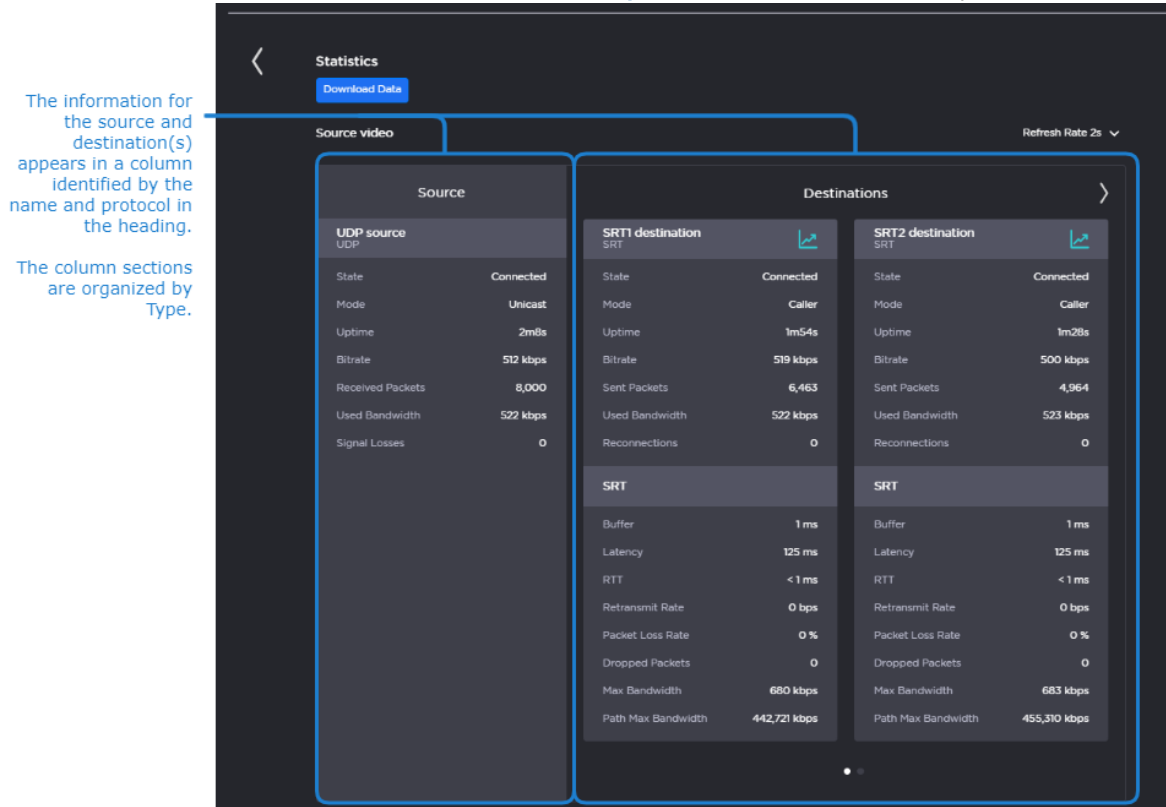 The information for
the source and
destination(s)
appears in a column
identified by the
name and protocol in
the heading.
The column sections
are organized by
Type.
Statistics
Download Data
Source video
Refresh Rate 2s
Source
UDP source
UDP
State Connected
Mode Unicast
Uptime 2m8s
Bitrate 512 kbps
Received Packets 8,000
Used Bandwidth 522 kbps
Signal Losses 0
Destinations
SRT1 destination
SRT
State Connected
Mode Caller
Uptime 1m54s
Bitrate 519 kbps
Sent Packets 6,463
Used Bandwidth 522 kbps
Reconnections 0
SRT
Buffer 1 ms
Latency 125 ms
RTT < 1 ms
Retransmit Rate 0 bps
Packet Loss Rate 0 %
Dropped Packets 0
Max Bandwidth 680 kbps
Path Max Bandwidth 442,721 kbps
SRT2 destination
SRT
State Connected
Mode Caller
Uptime 1m28s
Bitrate 500 kbps
Sent Packets 4,964
Used Bandwidth 523 kbps
Reconnections 0
SRT
Buffer 1 ms
Latency 125 ms
RTT < 1 ms
Retransmit Rate 0 bps
Packet Loss Rate 0 %
Dropped Packets 0
Max Bandwidth 683 kbps
Path Max Bandwidth 455,310 kbps